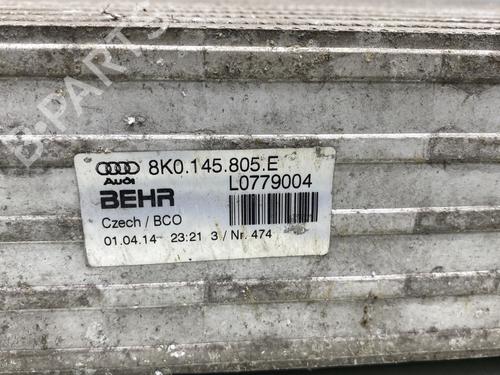 B-PARTS
8K0.145.805.E
Audi
L0779004
BEHR
Czech / BCO
01.04.14 23:21 3 / Nr. 474